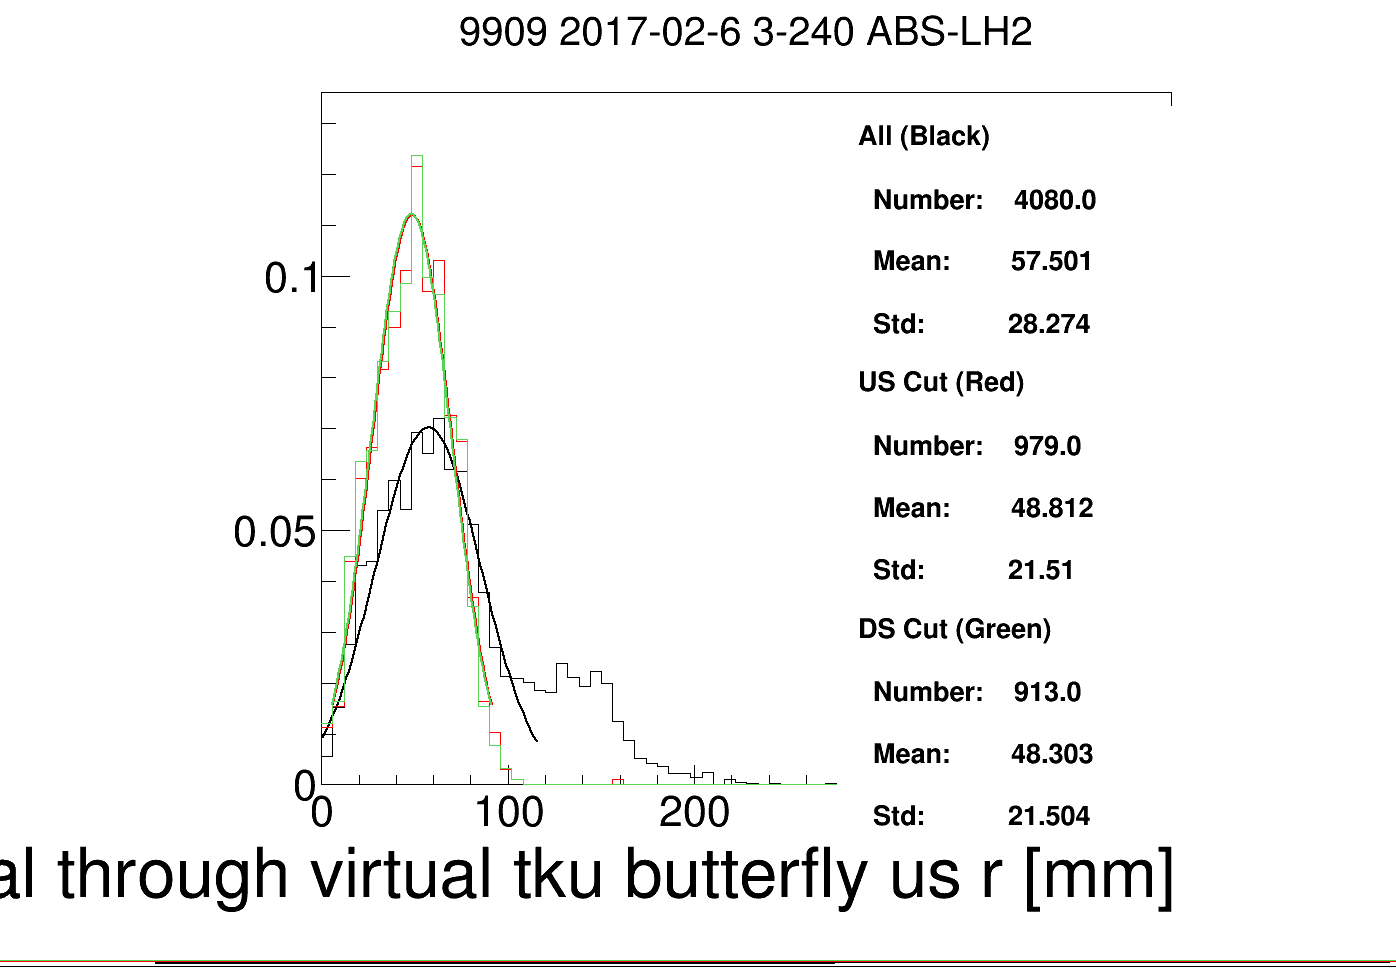 9909 2017-02-6 3-240 ABS-LH2
All (Black)
Number: 4080.0
Mean: 57.501
Std: 28.274
US Cut (Red)
Number: 979.0
Mean: 48.812
Std: 21.51
DS Cut (Green)
Number: 913.0
Mean: 48.303
Std: 21.504
0.1
0.05
0
0 100 200
al through virtual tku butterfly us r [mm]